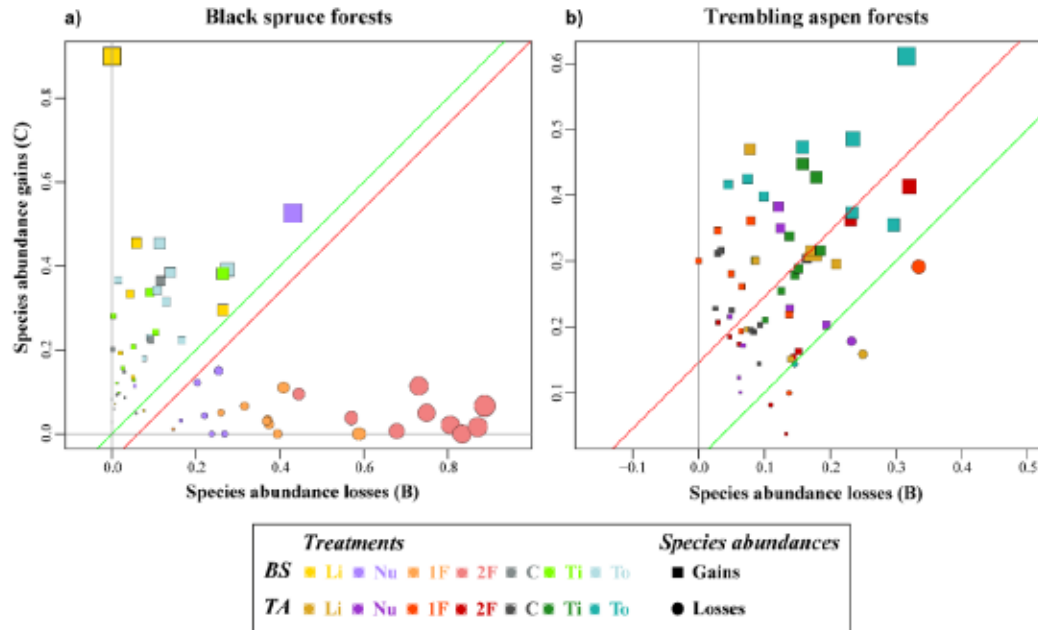 a) Black spruce forests
b) Trembling aspen forests
Species abundance gains (C)
0.8
0.6
0.4
0.2
0.0
0.0 0.2 0.4 0.6 0.8
Species abundance losses (B)
0.6
0.5
0.4
0.3
0.2
0.1
−0.1 0.0 0.1 0.2 0.3 0.4 0.5
Species abundance losses (B)
Treatments Species abundances
BS Li Nu 1F 2F C Ti To Gains
TA Li Nu 1F 2F C Ti To Losses